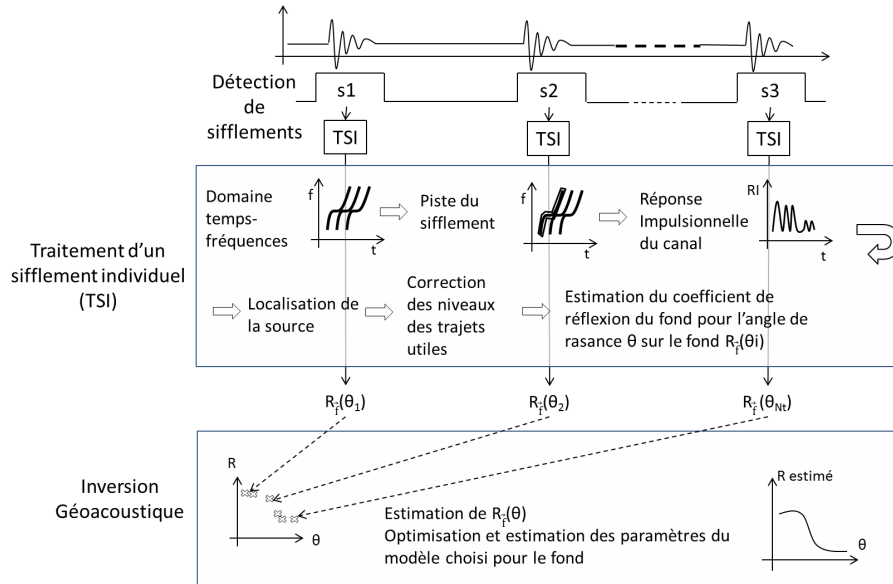 Détection
de
sifflements
s1
s2
s3
TSI
TSI
TSI
Traitement d'un
sifflement individuel
(TSI)
Domaine
temps-
fréquences
f
t
Piste du
sifflement
f
t
Réponse
Impulsionnelle
du canal
RI
t
Localisation de
la source
Correction
des niveaux
des trajets
utiles
Estimation du coefficient de
réflexion du fond pour l'angle de
rasance θ sur le fond R_f̄(θi)
R_f̄(θ₁)
R_f̄(θ₂)
R_f̄(θ_Nt)
Inversion
Géoacoustique
R
θ
Estimation de R_f̄(θ)
Optimisation et estimation des paramètres du
modèle choisi pour le fond
R estimé
θ